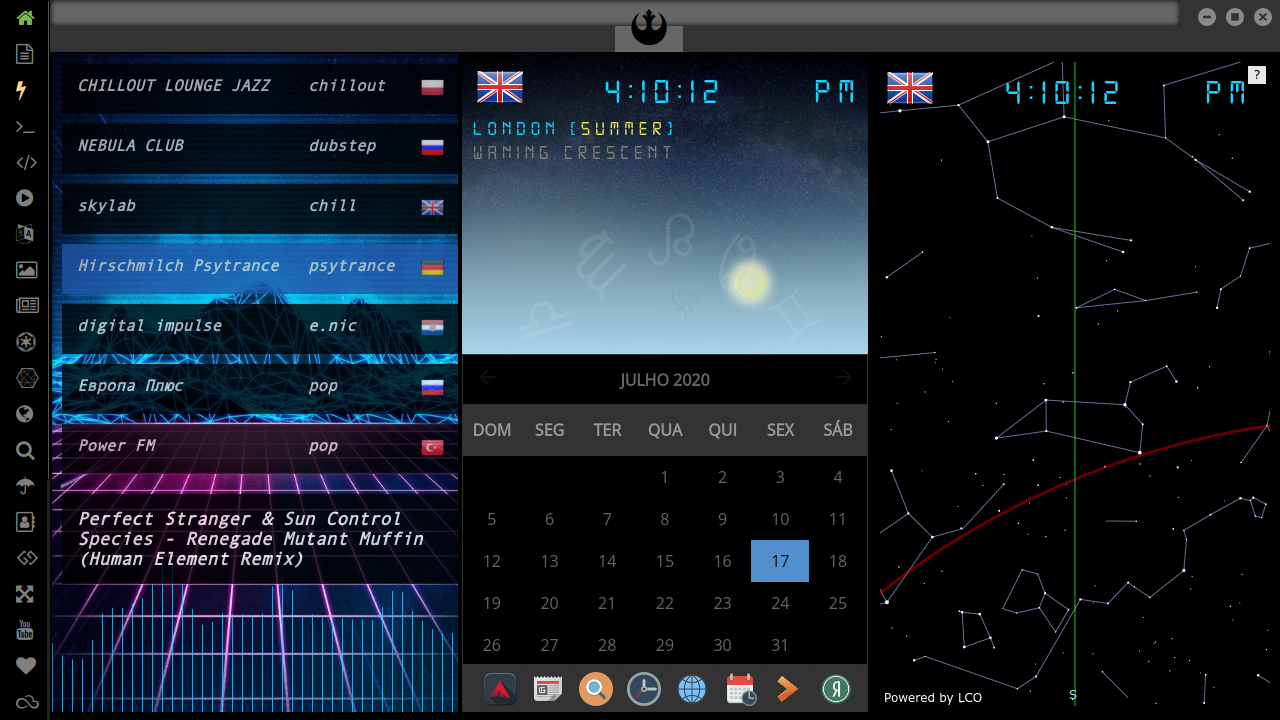 CHILLOUT LOUNGE JAZZ chillout
NEBULA CLUB dubstep
skylab chill
Hirschmilch Psytrance psytrance
digital impulse e.nic
Европа Плюс pop
Power FM pop
Perfect Stranger & Sun Control
Species - Renegade Mutant Muffin
(Human Element Remix)
4:10:12 PM
LONDON (SUMMER)
WANING CRESCENT
JULHO 2020
DOM SEG TER QUA QUI SEX SÁB
1 2 3 4
5 6 7 8 9 10 11
12 13 14 15 16 17 18
19 20 21 22 23 24 25
26 27 28 29 30 31
4:10:12 PM
?
S
Powered by LCO
You
Tube
Я